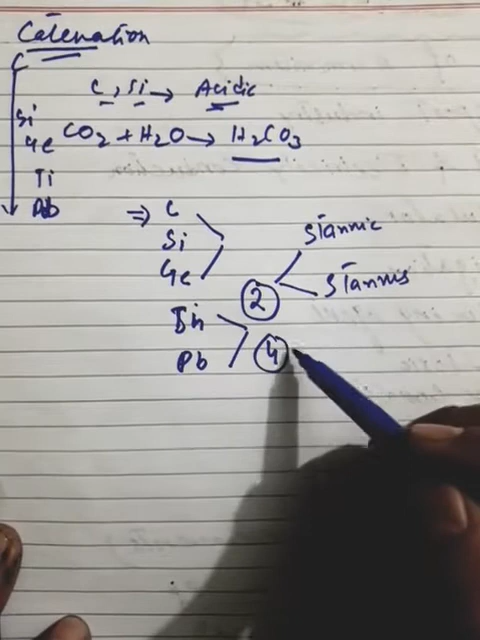 Catenation
C
C, Si → Acidic
Si
Ge CO2 + H2O → H2CO3
Ti
Pb
⇒ C
Si
Ge
Stannic
2 Stannus
Sn
Pb 4